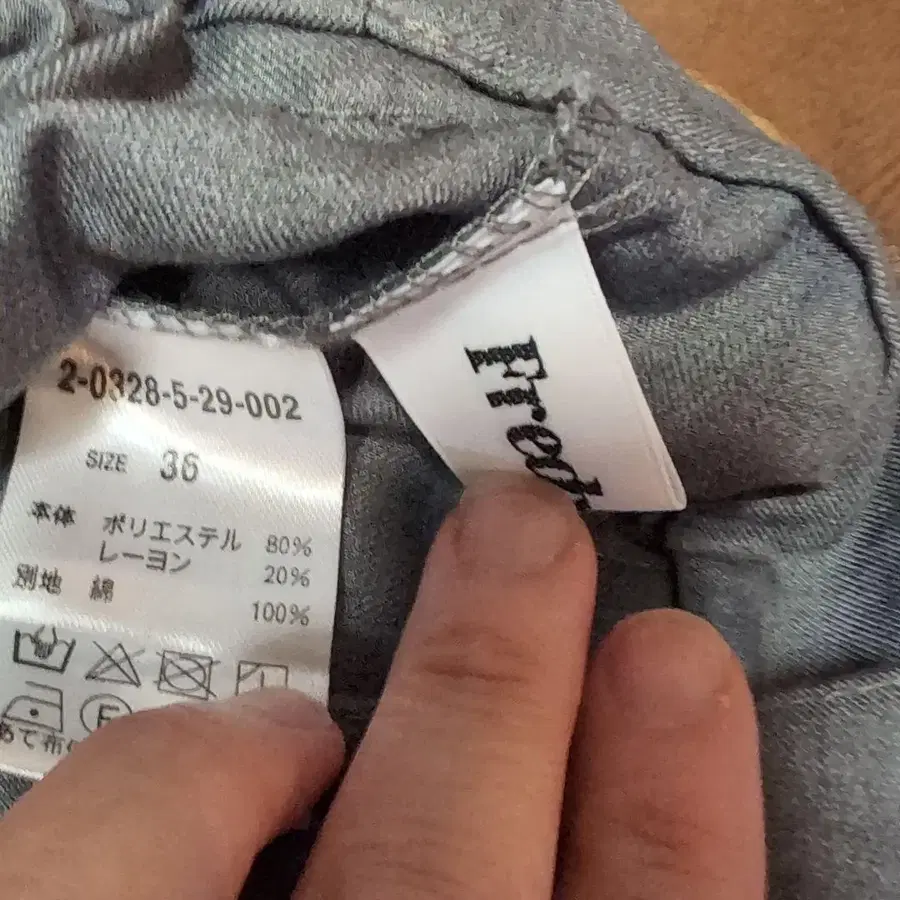 2-0328-5-29-002
SIZE 36
本体 ポリエステル 80%
レーヨン 20%
別地 綿 100%